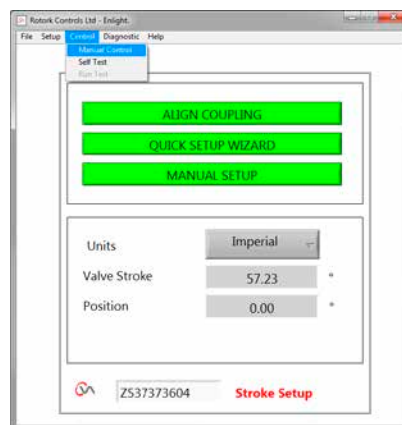 Rotork Controls Ltd - Enlight.
File Setup Control Diagnostic Help
Manual Control
Self Test
Run Test
ALIGN COUPLING
QUICK SETUP WIZARD
MANUAL SETUP
Units Imperial
Valve Stroke 57.23 °
Position 0.00 °
ZS37373604 Stroke Setup